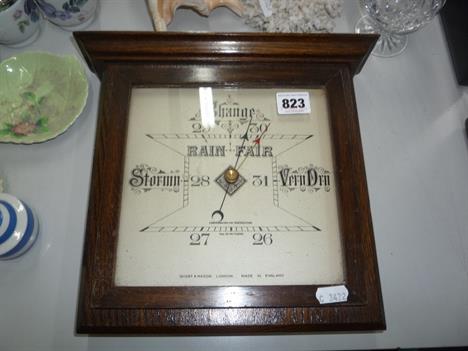 Change
823
29 30
RAIN FAIR
Stormy 28 31 Very Dry
27 26
SHORT & MASON LONDON MADE IN ENGLAND